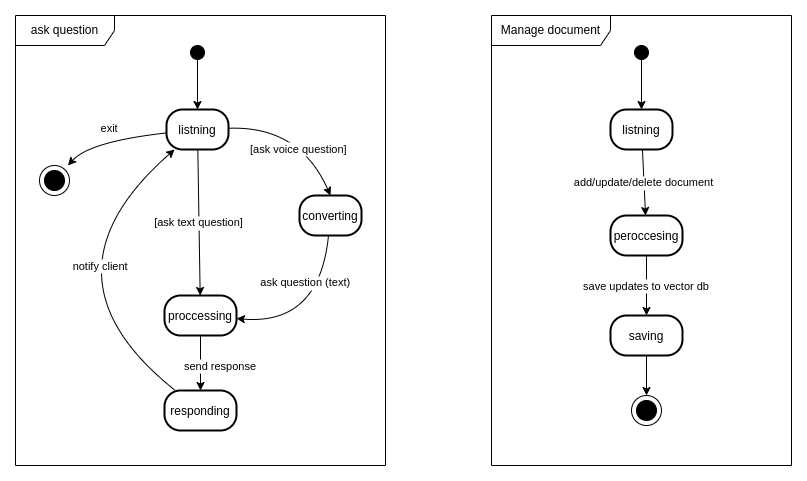 ask question
listning
exit
[ask voice question]
converting
[ask text question]
notify client
ask question (text)
proccessing
send response
responding
Manage document
listning
add/update/delete document
peroccesing
save updates to vector db
saving